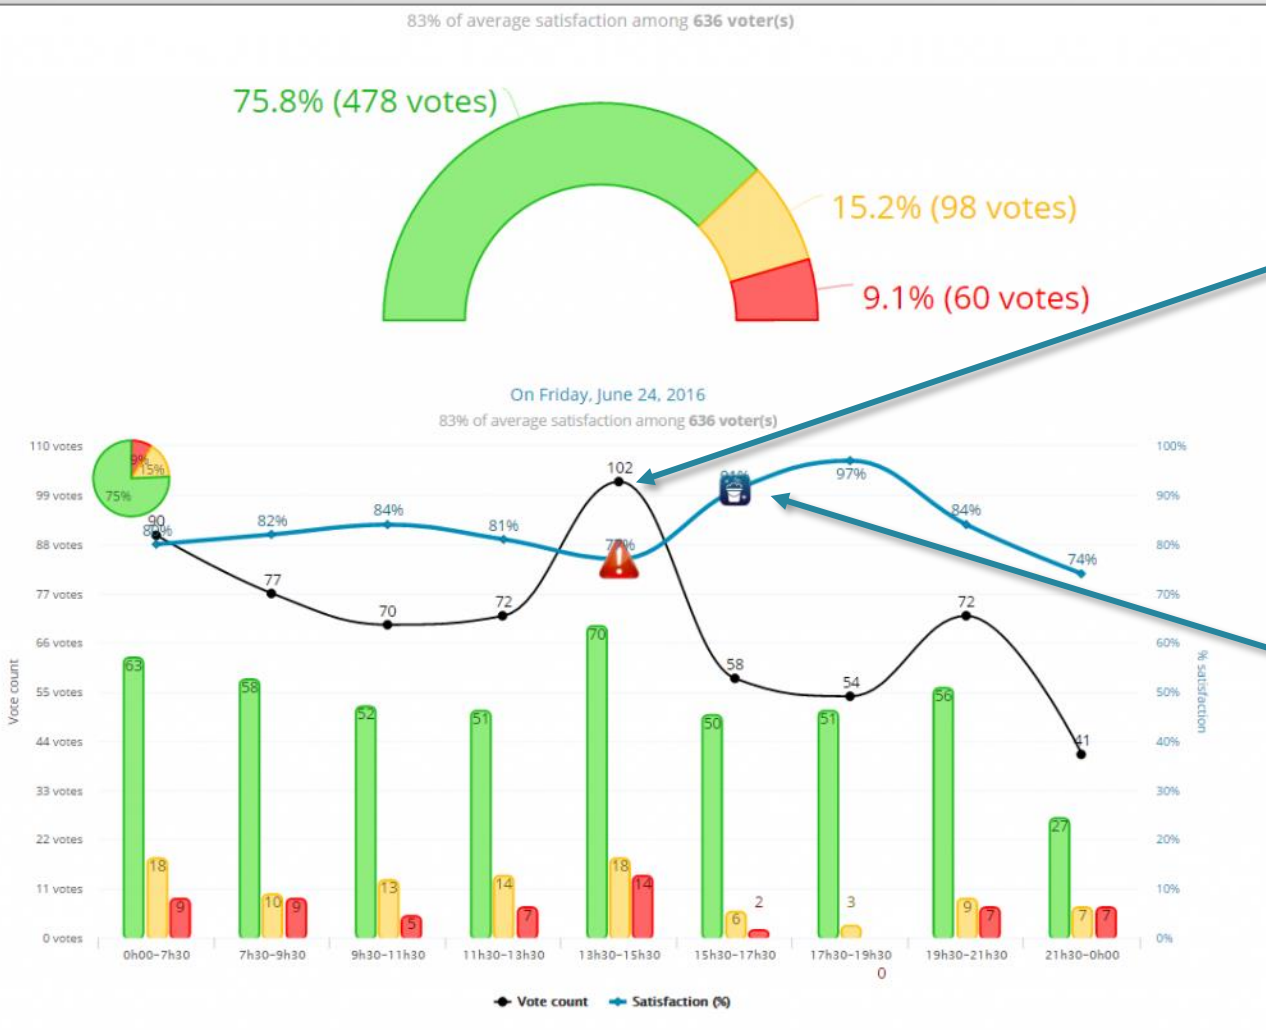 83% of average satisfaction among 636 voter(s)
75.8% (478 votes)
15.2% (98 votes)
9.1% (60 votes)
On Friday, June 24, 2016
83% of average satisfaction among 636 voter(s)
110 votes
99 votes
88 votes
77 votes
66 votes
55 votes
44 votes
33 votes
22 votes
11 votes
0 votes
Vote count
9%
15%
75%
90
77
70
72
102
58
54
72
41
82%
84%
81%
97%
84%
74%
63
18
9
58
10
9
52
13
5
51
14
7
70
18
14
50
6
2
51
3
0
56
9
7
27
7
7
100%
90%
80%
70%
60%
50%
40%
30%
20%
10%
0%
% satisfaction
0h00-7h30
7h30-9h30
9h30-11h30
11h30-13h30
13h30-15h30
15h30-17h30
17h30-19h30
19h30-21h30
21h30-0h00
Vote count
Satisfaction (%)